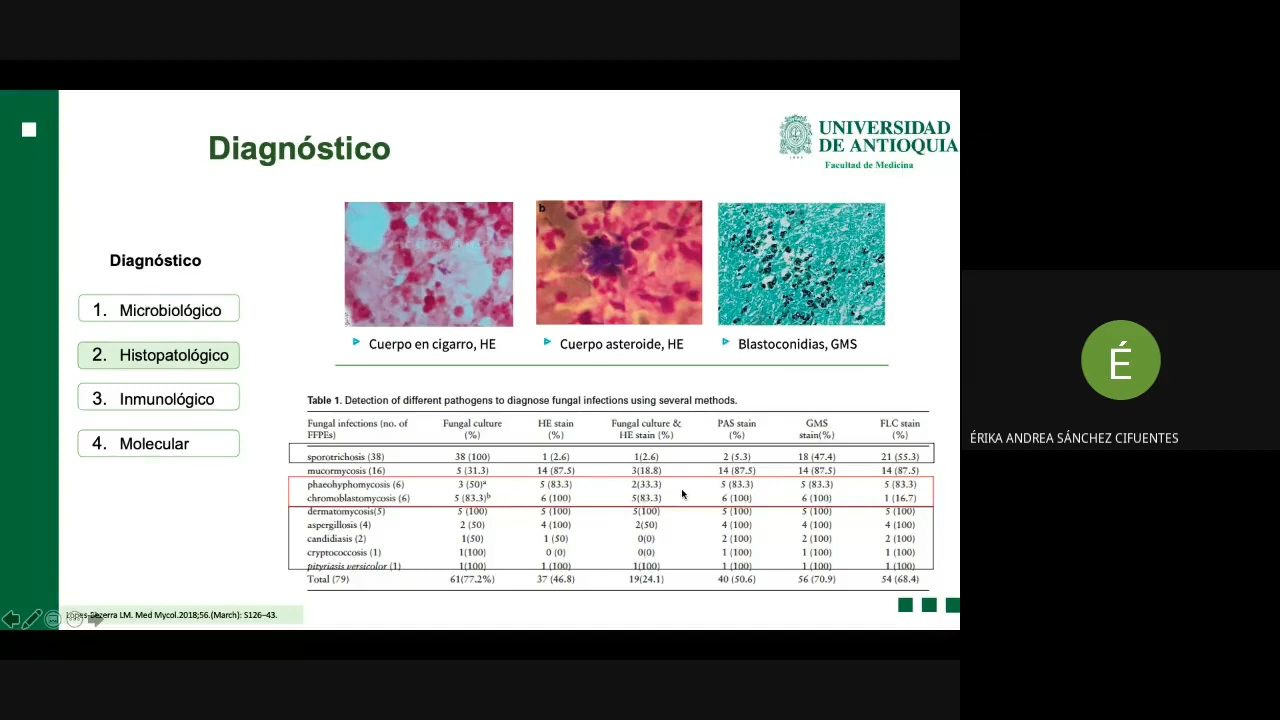 Diagnóstico
UNIVERSIDAD
DE ANTIOQUIA
1803
Facultad de Medicina
b
Diagnóstico
1. Microbiológico
2. Histopatológico
3. Inmunológico
4. Molecular
Cuerpo en cigarro, HE
Cuerpo asteroide, HE
Blastoconidias, GMS
Table 1. Detection of different pathogens to diagnose fungal infections using several methods.
Fungal infections (no. of FFPEs) Fungal culture (%) HE stain (%) Fungal culture & HE stain (%) PAS stain (%) GMS stain(%) FLC stain (%)
sporotrichosis (38) 38 (100) 1 (2.6) 1(2.6) 2 (5.3) 18 (47.4) 21 (55.3)
mucormycosis (16) 5 (31.3) 14 (87.5) 3(18.8) 14 (87.5) 14 (87.5) 14 (87.5)
phaeohyphomycosis (6) 3 (50)ᵃ 5 (83.3) 2(33.3) 5 (83.3) 5 (83.3) 5 (83.3)
chromoblastomycosis (6) 5 (83.3)ᵇ 6 (100) 5(83.3) 6 (100) 6 (100) 1 (16.7)
dermatomycosis(5) 5 (100) 5 (100) 5(100) 5 (100) 5 (100) 5 (100)
aspergillosis (4) 2 (50) 4 (100) 2(50) 4 (100) 4 (100) 4 (100)
candidiasis (2) 1(50) 1 (50) 0(0) 2 (100) 2 (100) 2 (100)
cryptococcosis (1) 1(100) 0 (0) 0(0) 1 (100) 1 (100) 1 (100)
pityriasis versicolor (1) 1(100) 1 (100) 1(100) 1 (100) 1 (100) 1 (100)
Total (79) 61(77.2%) 37 (46.8) 19(24.1) 40 (50.6) 56 (70.9) 54 (68.4)
Lopes-Bezerra LM. Med Mycol.2018;56.(March): S126–43.
É
ÉRIKA ANDREA SÁNCHEZ CIFUENTES